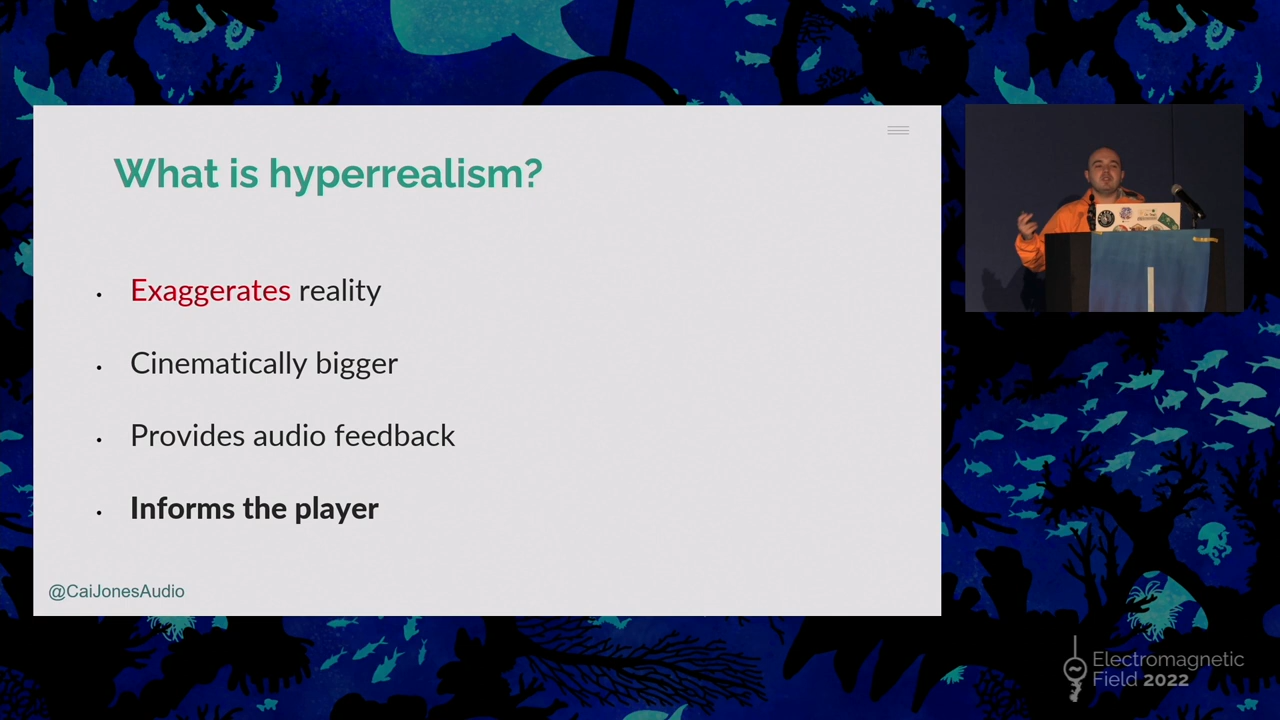 What is hyperrealism?
Exaggerates reality
Cinematically bigger
Provides audio feedback
Informs the player
@CaiJonesAudio
Electromagnetic
Field 2022